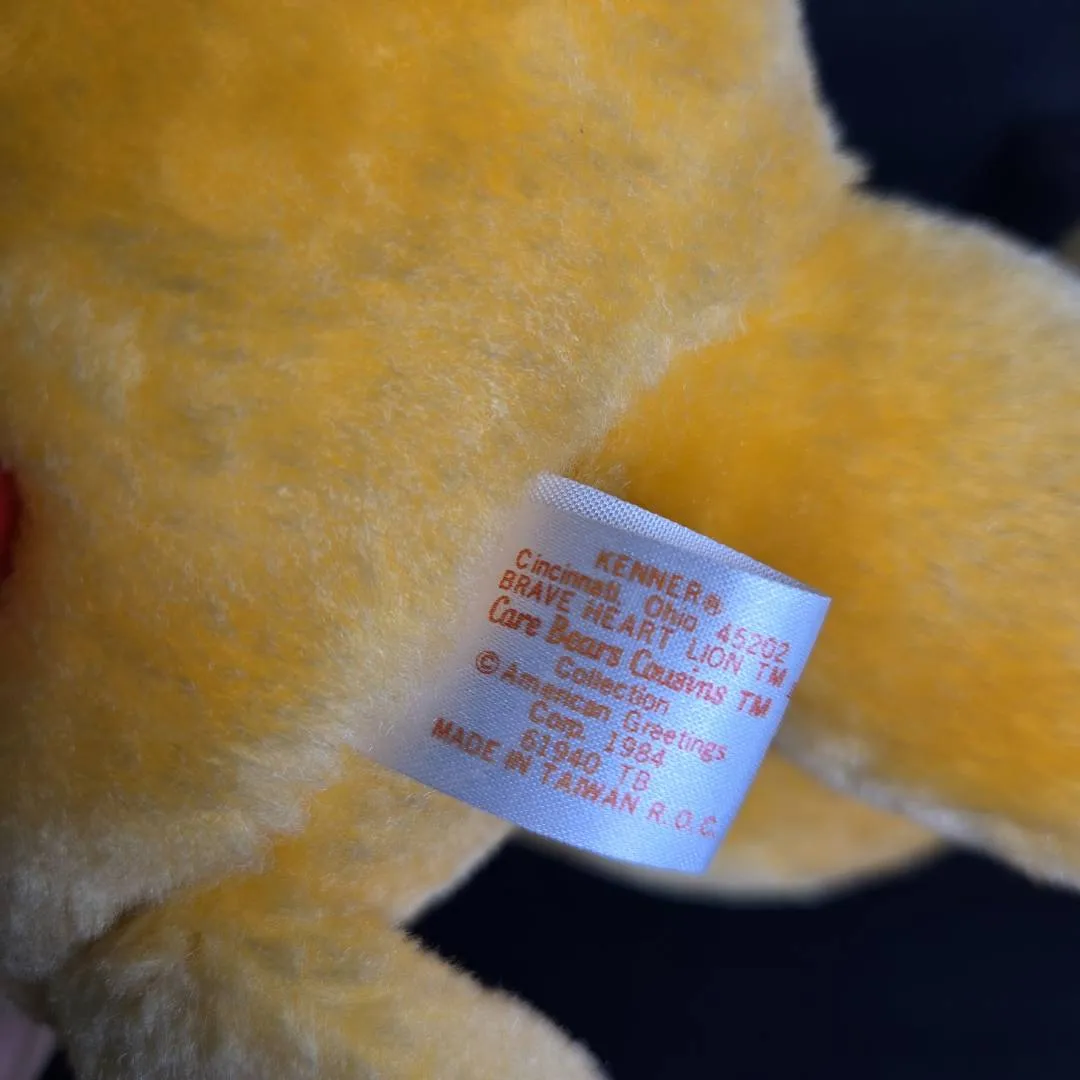 KENNER®
Cincinnati, Ohio 45202
BRAVE HEART LION TM
Care Bears Cousins TM
Collection
© American Greetings
Corp. 1984
61940 TB
MADE IN TAIWAN R.O.C.